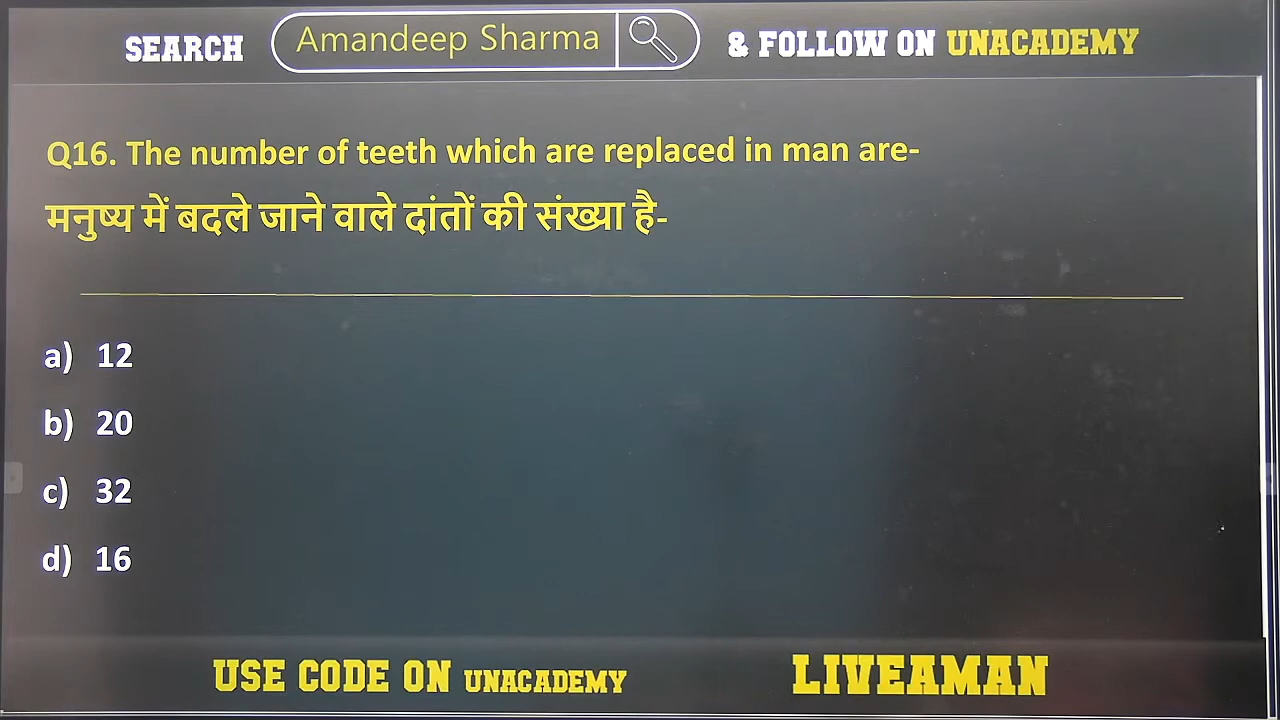 SEARCH Amandeep Sharma & FOLLOW ON UNACADEMY
Q16. The number of teeth which are replaced in man are-
मनुष्य में बदले जाने वाले दांतों की संख्या है-
a) 12
b) 20
c) 32
d) 16
USE CODE ON UNACADEMY LIVEAMAN